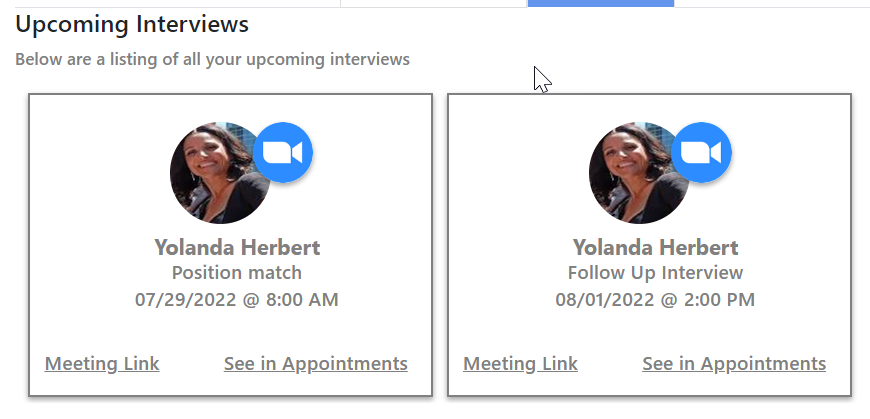 Upcoming Interviews
Below are a listing of all your upcoming interviews
Yolanda Herbert
Position match
07/29/2022 @ 8:00 AM
Meeting Link
See in Appointments
Yolanda Herbert
Follow Up Interview
08/01/2022 @ 2:00 PM
Meeting Link
See in Appointments